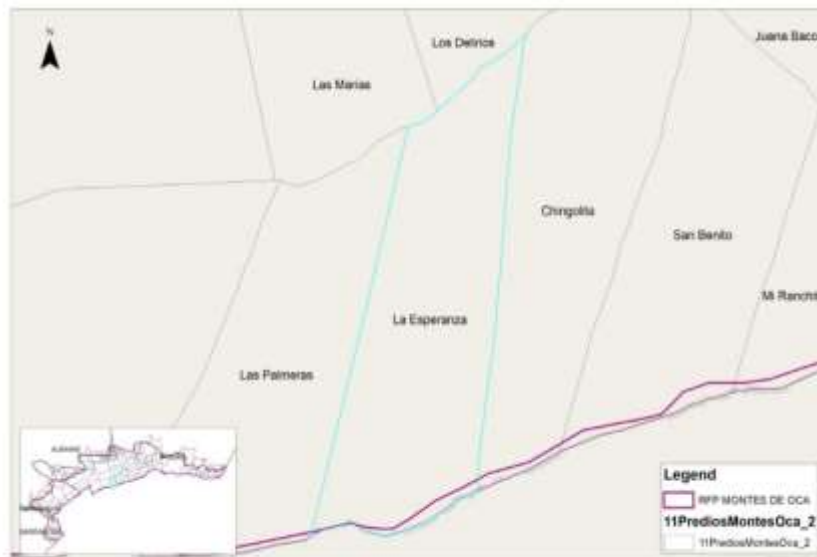 N
Los Delirios
Juana Baco
Las Marias
Chingolita
San Benito
Mi Ranchit
La Esperanza
Las Palmeras
Legend
RFP MONTES DE OCA
11PrediosMontesOca_2
11PrediosMontesOca_2